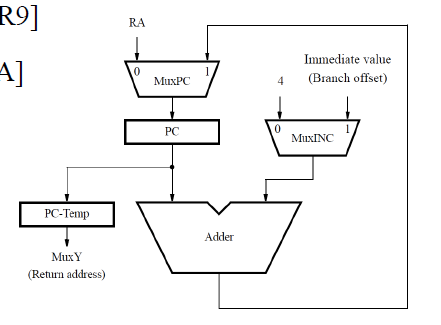 R9]
RA
A]
0 1
MuxPC
Immediate value
4 (Branch offset)
PC
0 1
MuxINC
PC-Temp
Adder
MuxY
(Return address)